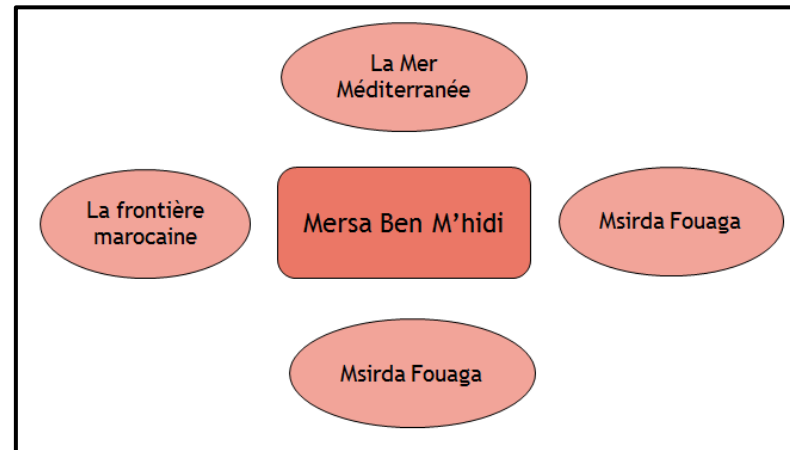 La Mer
Méditerranée
La frontière
marocaine
Mersa Ben M’hidi
Msirda Fouaga
Msirda Fouaga